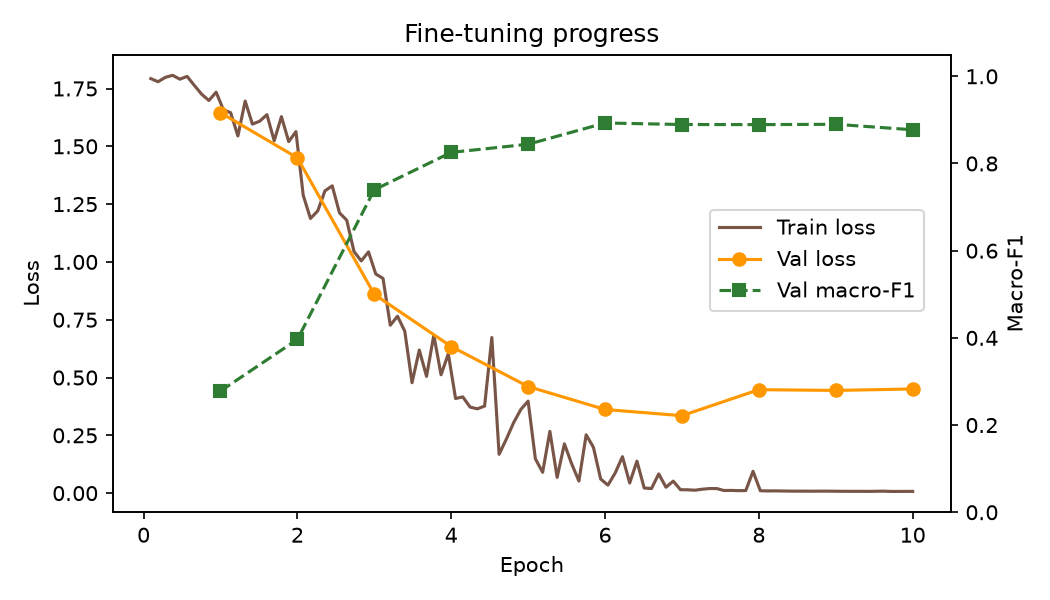 Fine-tuning progress
Loss
1.75
1.50
1.25
1.00
0.75
0.50
0.25
0.00
1.0
0.8
0.6
0.4
0.2
0.0
Macro-F1
Train loss
Val loss
Val macro-F1
0 2 4 6 8 10
Epoch